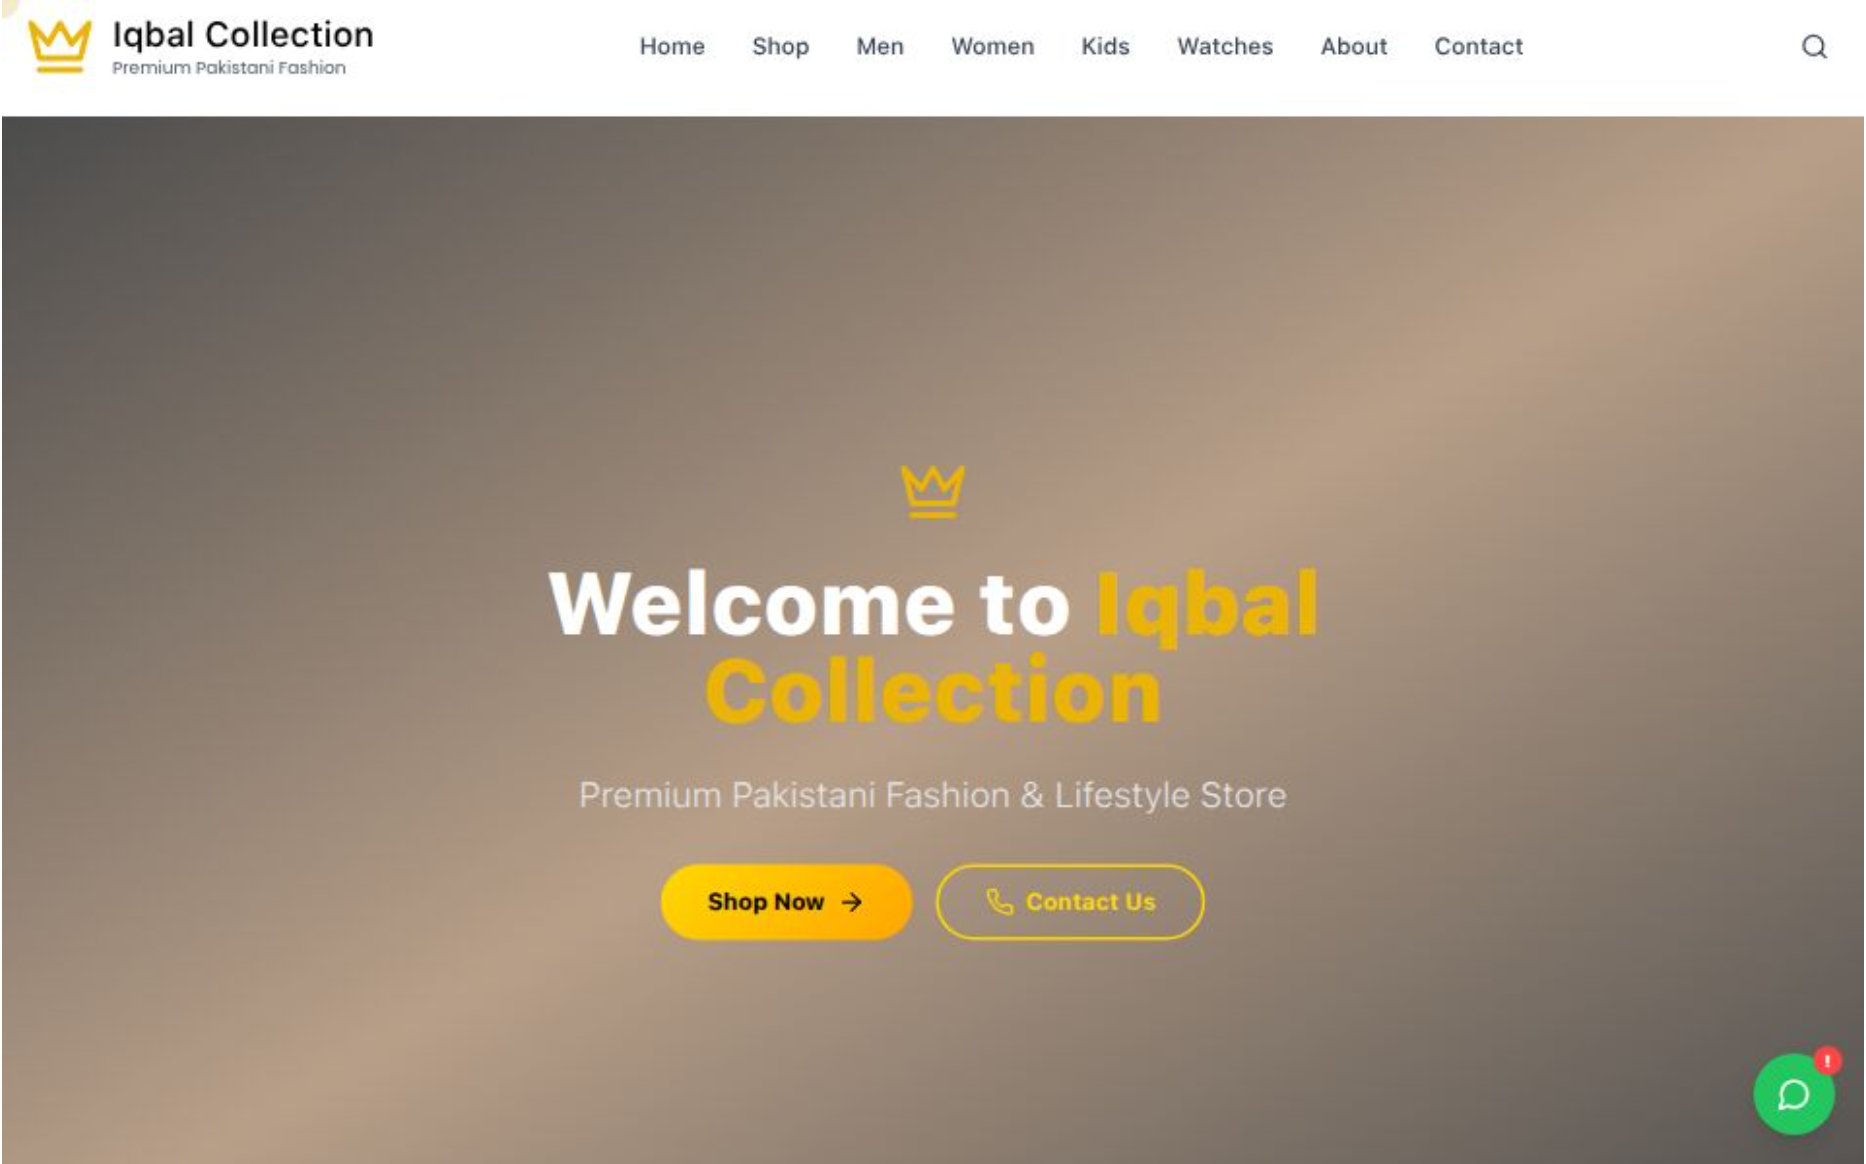 Iqbal Collection
Premium Pakistani Fashion
Home Shop Men Women Kids Watches About Contact
Welcome to Iqbal
Collection
Premium Pakistani Fashion & Lifestyle Store
Shop Now →
Contact Us
!